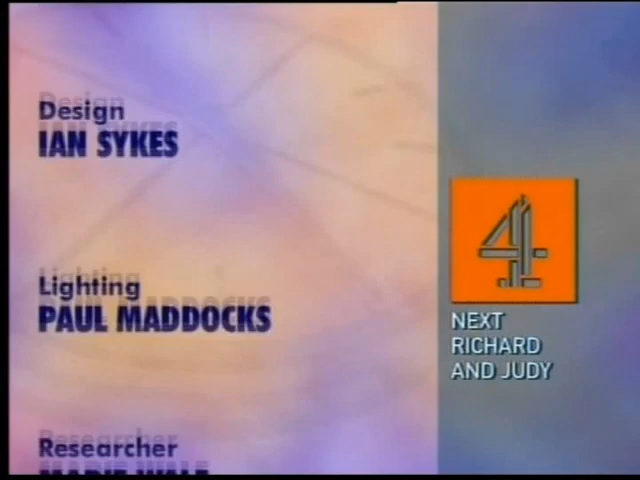 Design
IAN SYKES
Lighting
PAUL MADDOCKS
Researcher
4
NEXT
RICHARD
AND JUDY